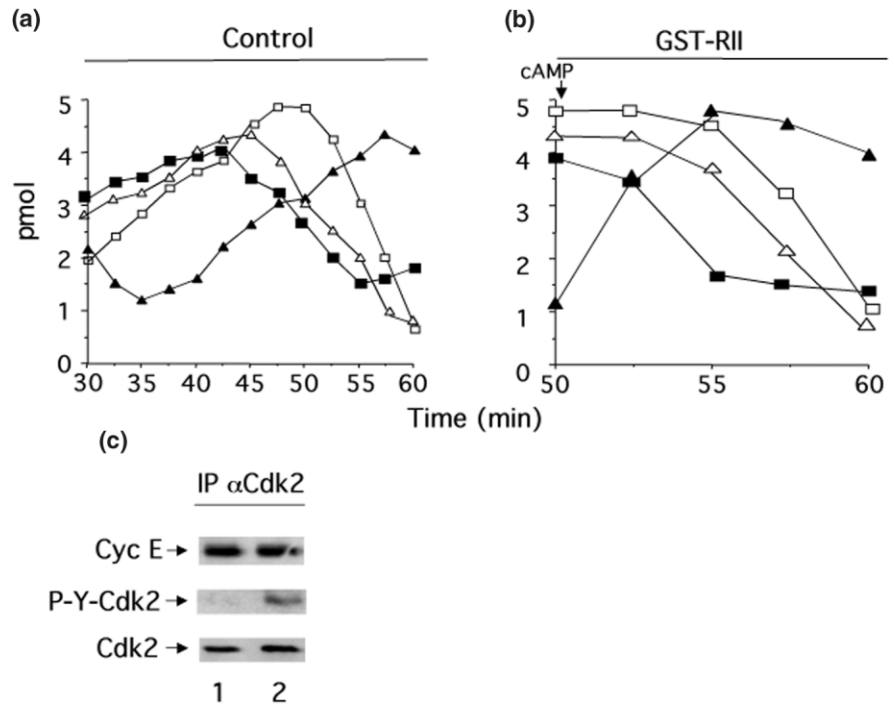 (a)
Control
5
4
3
2
1
0
pmol
30 35 40 45 50 55 60
(b)
GST-RII
cAMP
5
4
3
2
1
0
50 55 60
Time (min)
(c)
IP αCdk2
Cyc E
P-Y-Cdk2
Cdk2
1 2